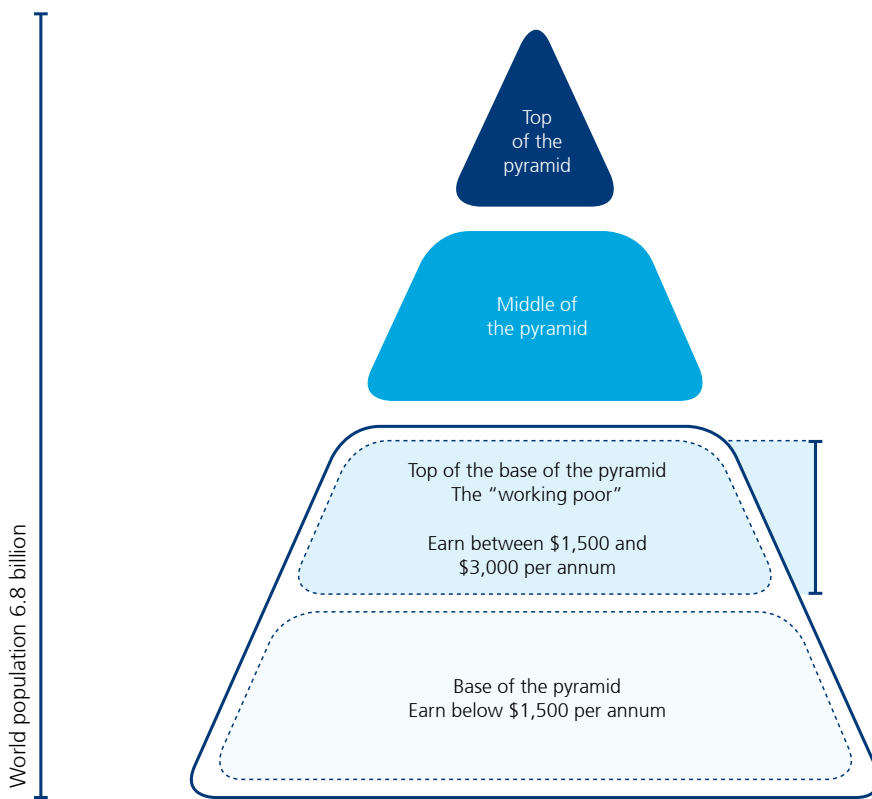 Top
of the
pyramid
Middle of
the pyramid
Top of the base of the pyramid
The “working poor”
Earn between $1,500 and
$3,000 per annum
Base of the pyramid
Earn below $1,500 per annum
World population 6.8 billion